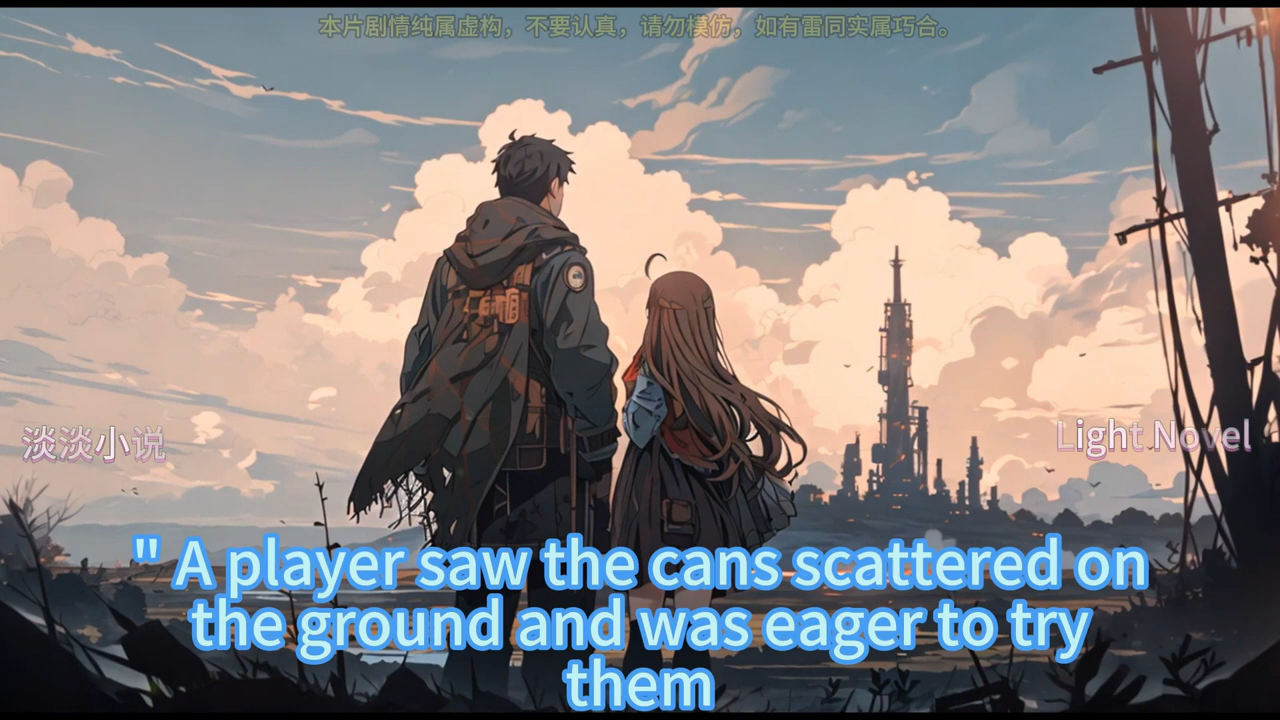 本片剧情纯属虚构，不要认真，请勿模仿，如有雷同实属巧合。
淡淡小说
Light Novel
" A player saw the cans scattered on
the ground and was eager to try
them